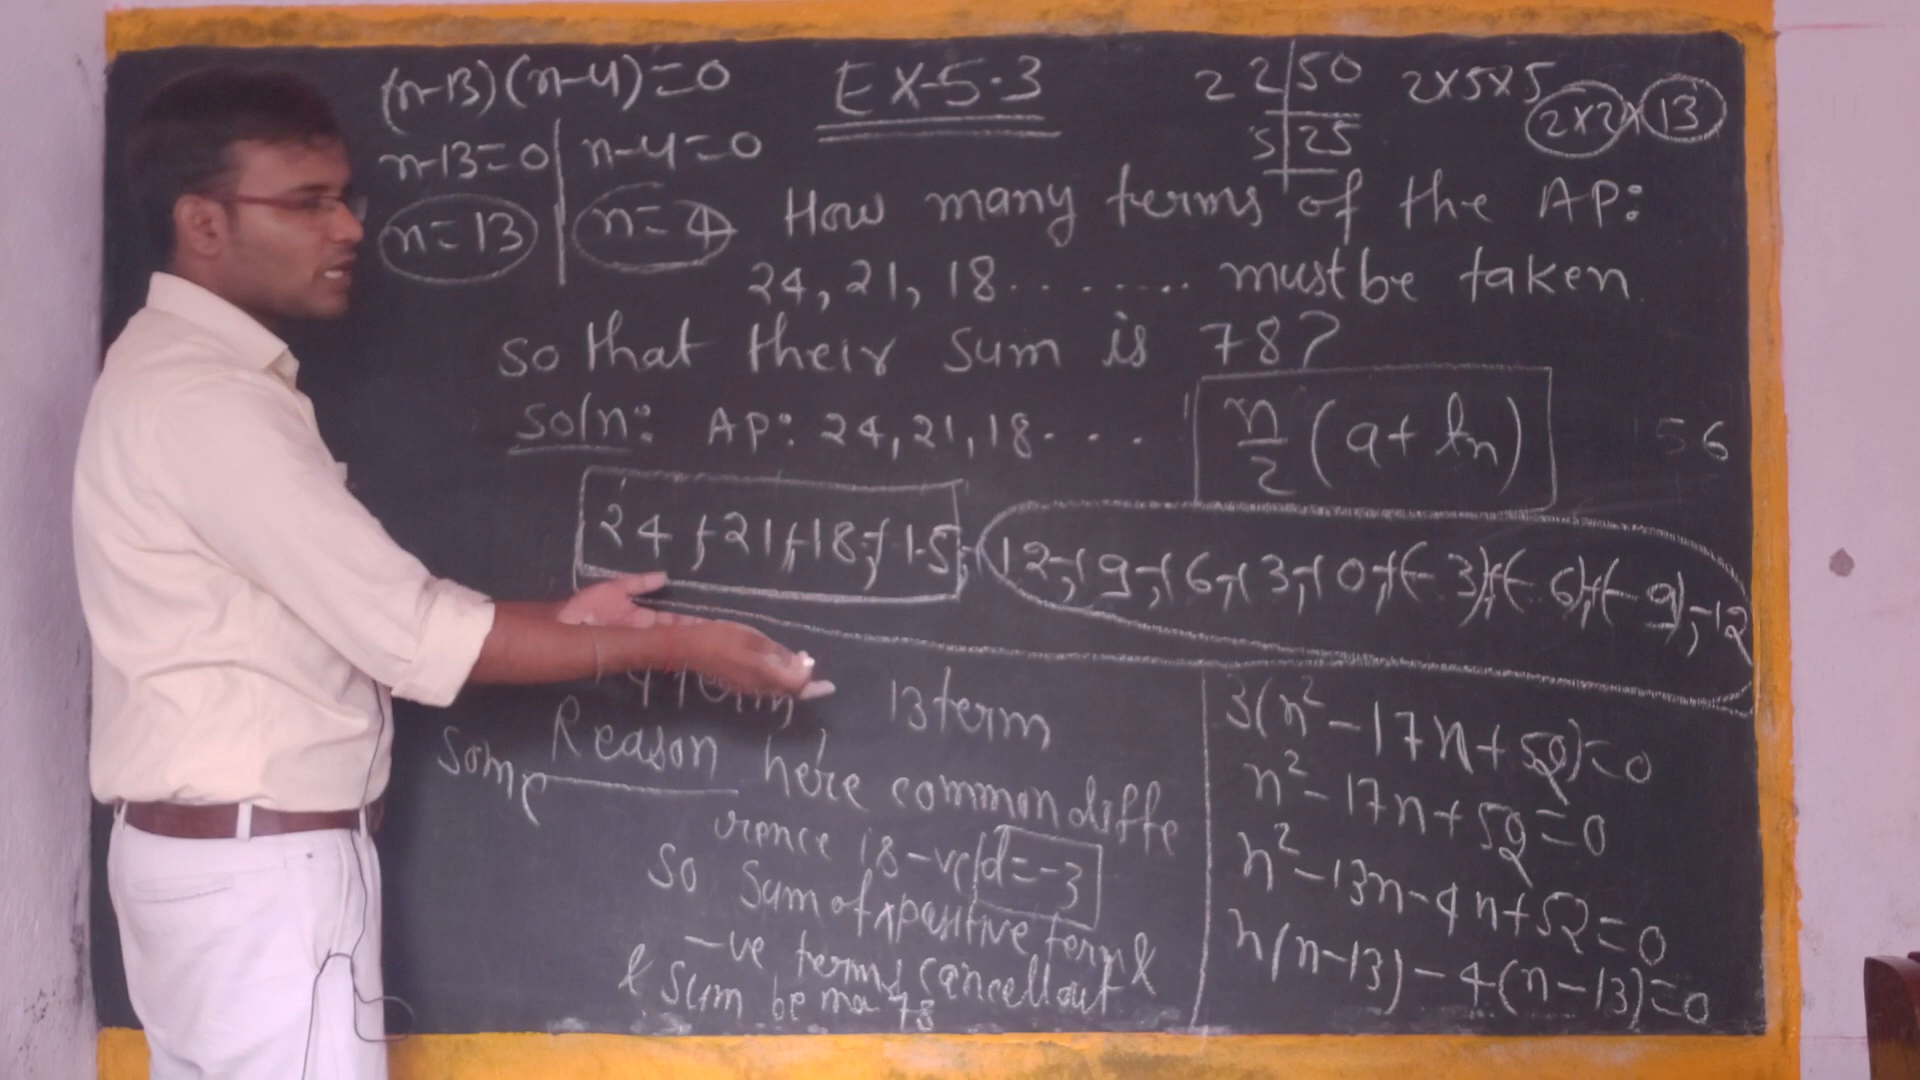 EX-5.3
(n-13)(n-4)=0
n-13=0 | n-4=0
n=13 | n=4
2 2|50
5|25
2×5×5
2×2×13
How many terms of the AP:
24, 21, 18........ must be taken
so that their sum is 78?
soln: AP: 24, 21, 18....
n/2 (a+ln)
56
24+21+18+15+12+9+6+3+0+(-3)+(-6)+(-9),-12
4 term 13 term
Reason here common diffe
some
rence is -ve d=-3
so sum of positive term &
-ve terms cancell out
& sum be 78
3(n²-17n+52)=0
n²-17n+52=0
n²-13n-4n+52=0
n(n-13)-4(n-13)=0